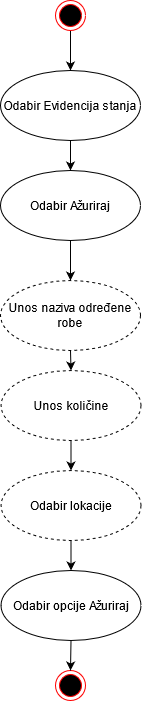 Odabir Evidencija stanja
Odabir Ažuriraj
Unos naziva određene
robe
Unos količine
Odabir lokacije
Odabir opcije Ažuriraj